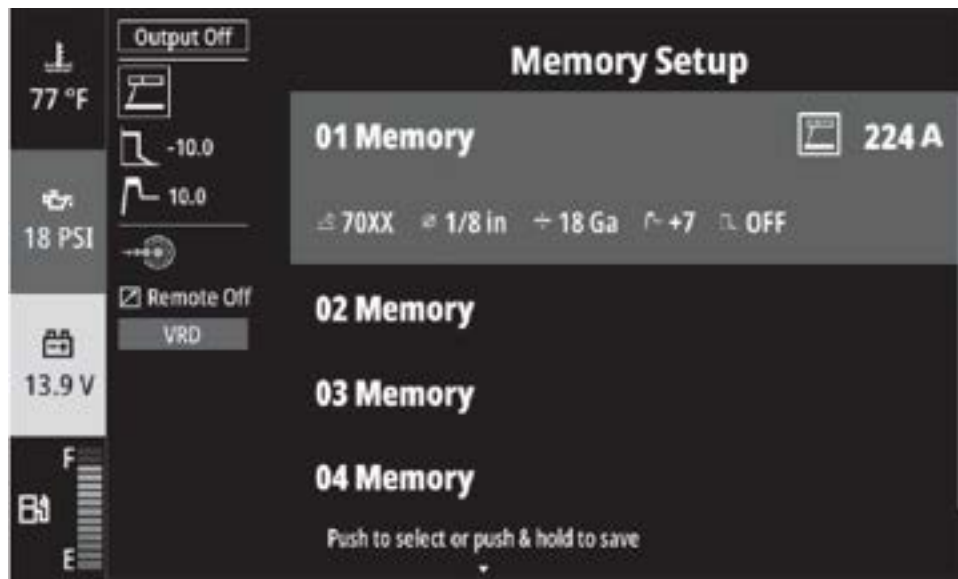 77 °F
18 PSI
13.9 V
F
E
Output Off
-10.0
10.0
Remote Off
VRD
Memory Setup
01 Memory 224 A
70XX 1/8 in 18 Ga +7 OFF
02 Memory
03 Memory
04 Memory
Push to select or push & hold to save